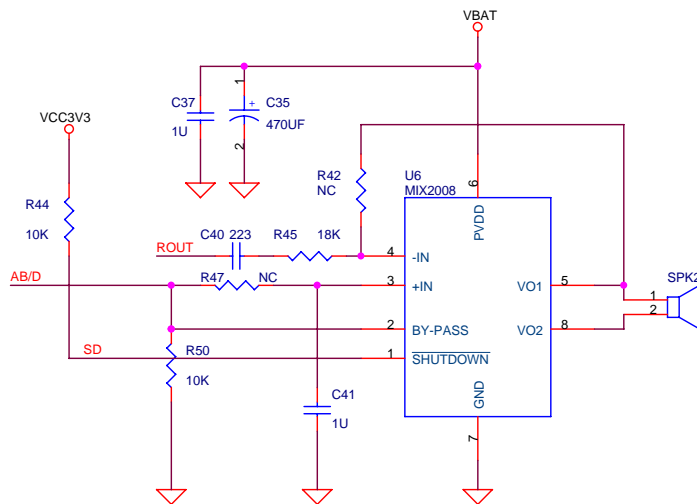 VBAT
1
C37
1U
+
C35
470UF
2
VCC3V3
R44
10K
R42
NC
U6
MIX2008
6
PVDD
C40 223
R45
18K
ROUT
4
-IN
AB/D
R47
NC
3
+IN
VO1
5
SPK2
1
2
2
BY-PASS
VO2
8
SD
R50
10K
1
SHUTDOWN
GND
7
C41
1U